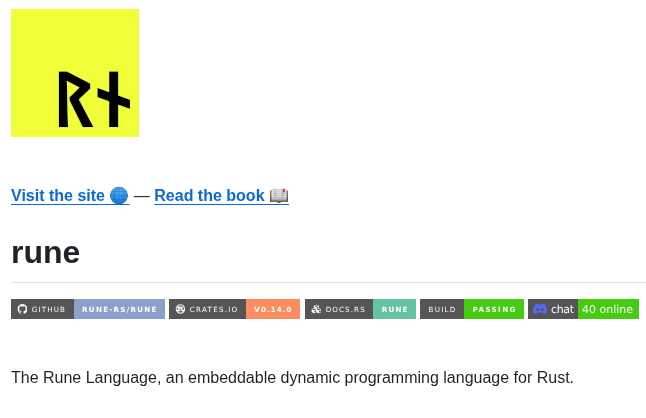 ᚱᚾ
Visit the site 🌐 — Read the book 📖
rune
GITHUB RUNE-RS/RUNE CRATES.IO V0.14.0 DOCS.RS RUNE BUILD PASSING chat 40 online
The Rune Language, an embeddable dynamic programming language for Rust.